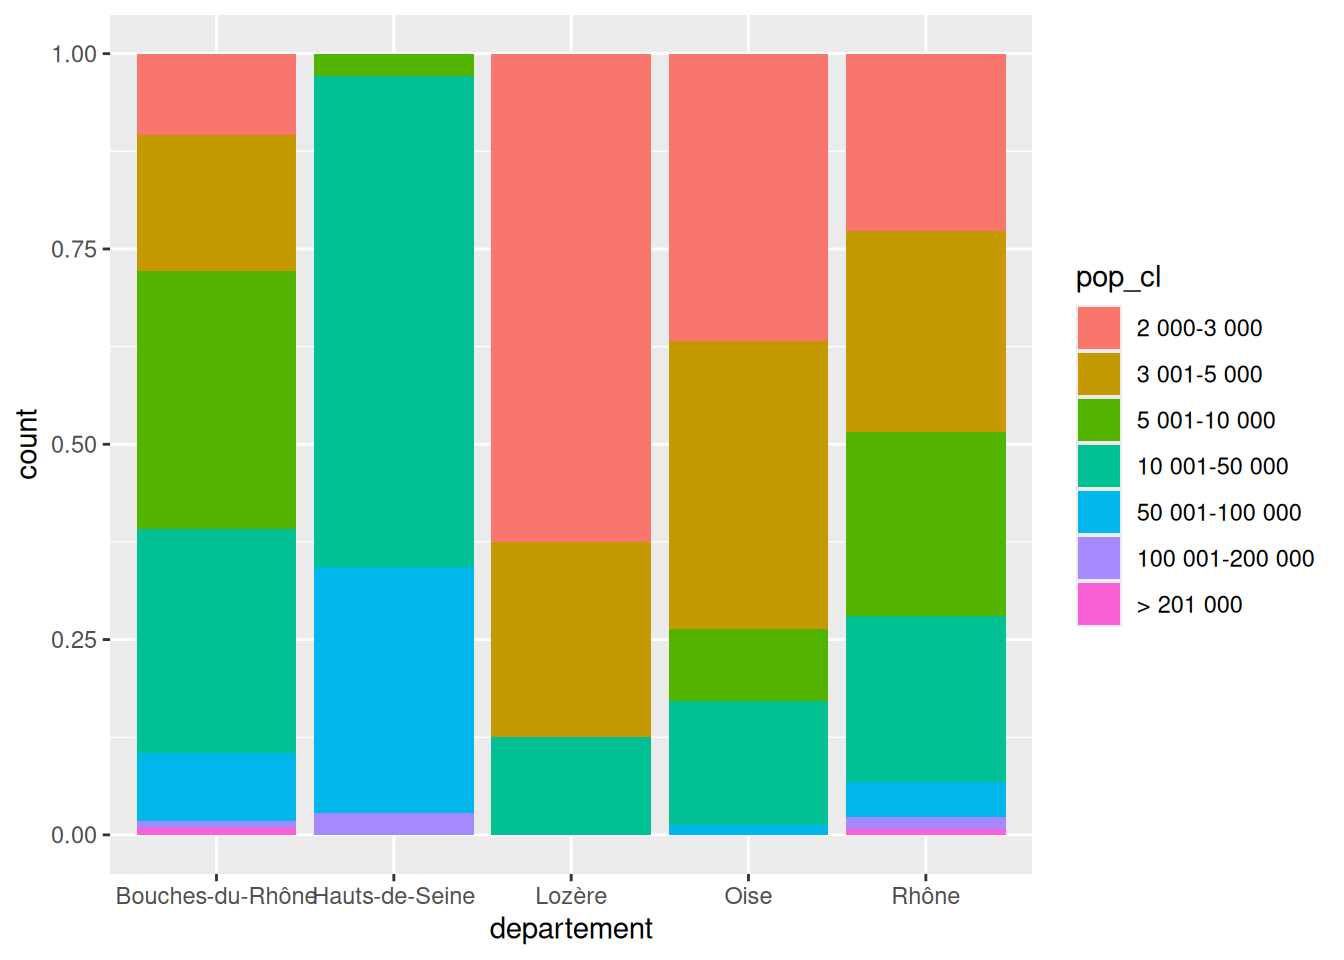 1.00
0.75
0.50
0.25
0.00
count
Bouches-du-Rhône
Hauts-de-Seine
Lozère
Oise
Rhône
departement
pop_cl
2 000-3 000
3 001-5 000
5 001-10 000
10 001-50 000
50 001-100 000
100 001-200 000
> 201 000